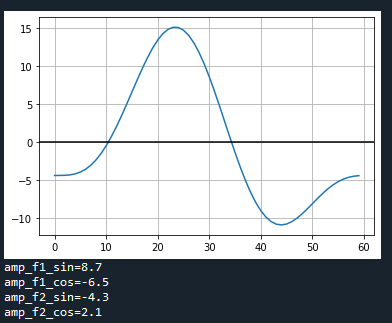 15
10
5
0
−5
−10
0 10 20 30 40 50 60
amp_f1_sin=8.7
amp_f1_cos=-6.5
amp_f2_sin=-4.3
amp_f2_cos=2.1